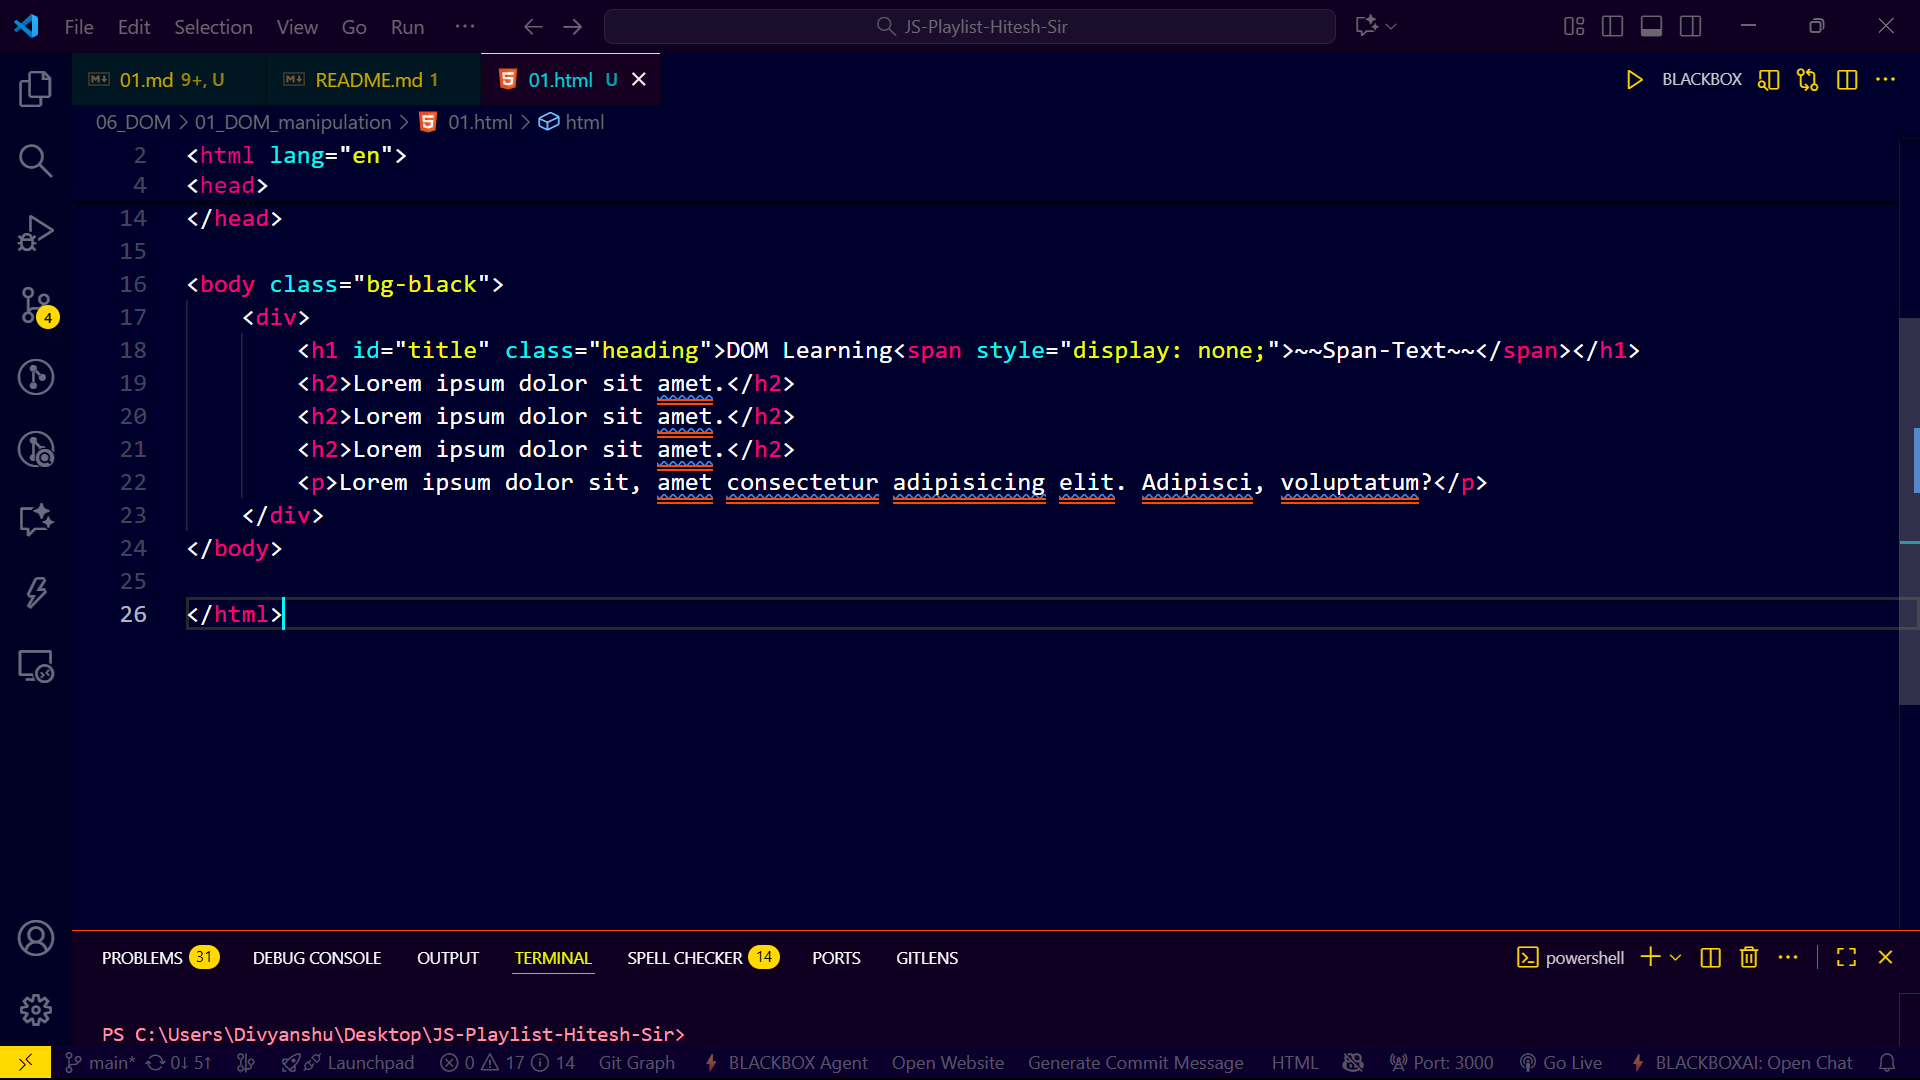 File Edit Selection View Go Run ··· JS-Playlist-Hitesh-Sir
01.md 9+, U README.md 1 01.html U BLACKBOX
06_DOM > 01_DOM_manipulation > 01.html > html
2 <html lang="en">
4 <head>
14 </head>
15
16 <body class="bg-black">
17 <div>
18 <h1 id="title" class="heading">DOM Learning<span style="display: none;">~~Span-Text~~</span></h1>
19 <h2>Lorem ipsum dolor sit amet.</h2>
20 <h2>Lorem ipsum dolor sit amet.</h2>
21 <h2>Lorem ipsum dolor sit amet.</h2>
22 <p>Lorem ipsum dolor sit, amet consectetur adipisicing elit. Adipisci, voluptatum?</p>
23 </div>
24 </body>
25
26 </html>
4
PROBLEMS 31 DEBUG CONSOLE OUTPUT TERMINAL SPELL CHECKER 14 PORTS GITLENS powershell
PS C:\Users\Divyanshu\Desktop\JS-Playlist-Hitesh-Sir>
main* 0↓ 5↑ Launchpad 0 17 14 Git Graph BLACKBOX Agent Open Website Generate Commit Message HTML Port: 3000 Go Live BLACKBOXAI: Open Chat